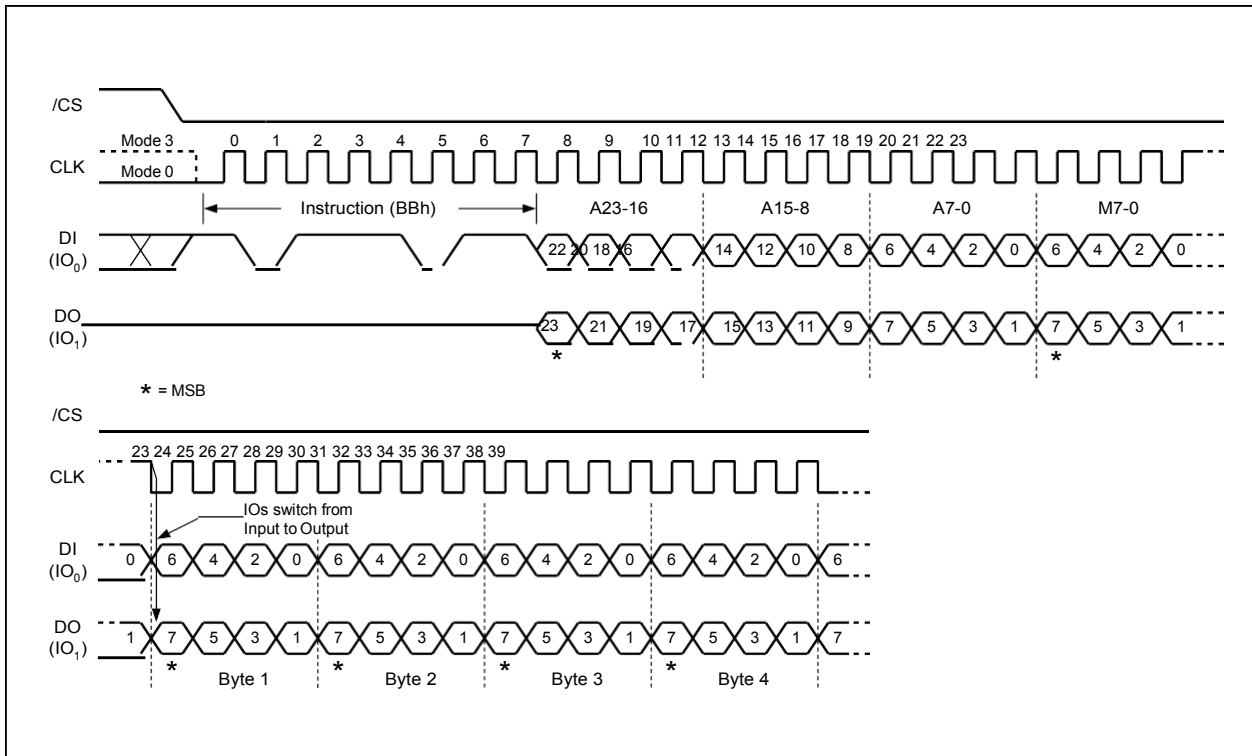 /CS
Mode 3 0 1 2 3 4 5 6 7 8 9 10 11 12 13 14 15 16 17 18 19 20 21 22 23
CLK Mode 0
Instruction (BBh) A23-16 A15-8 A7-0 M7-0
DI (IO0) 22 20 18 16 14 12 10 8 6 4 2 0 6 4 2 0
DO (IO1) 23 21 19 17 15 13 11 9 7 5 3 1 7 5 3 1
* *
* = MSB
/CS
23 24 25 26 27 28 29 30 31 32 33 34 35 36 37 38 39
CLK
IOs switch from
Input to Output
DI (IO0) 0 6 4 2 0 6 4 2 0 6 4 2 0 6 4 2 0 6
DO (IO1) 1 7 5 3 1 7 5 3 1 7 5 3 1 7 5 3 1 7
* * * *
Byte 1 Byte 2 Byte 3 Byte 4